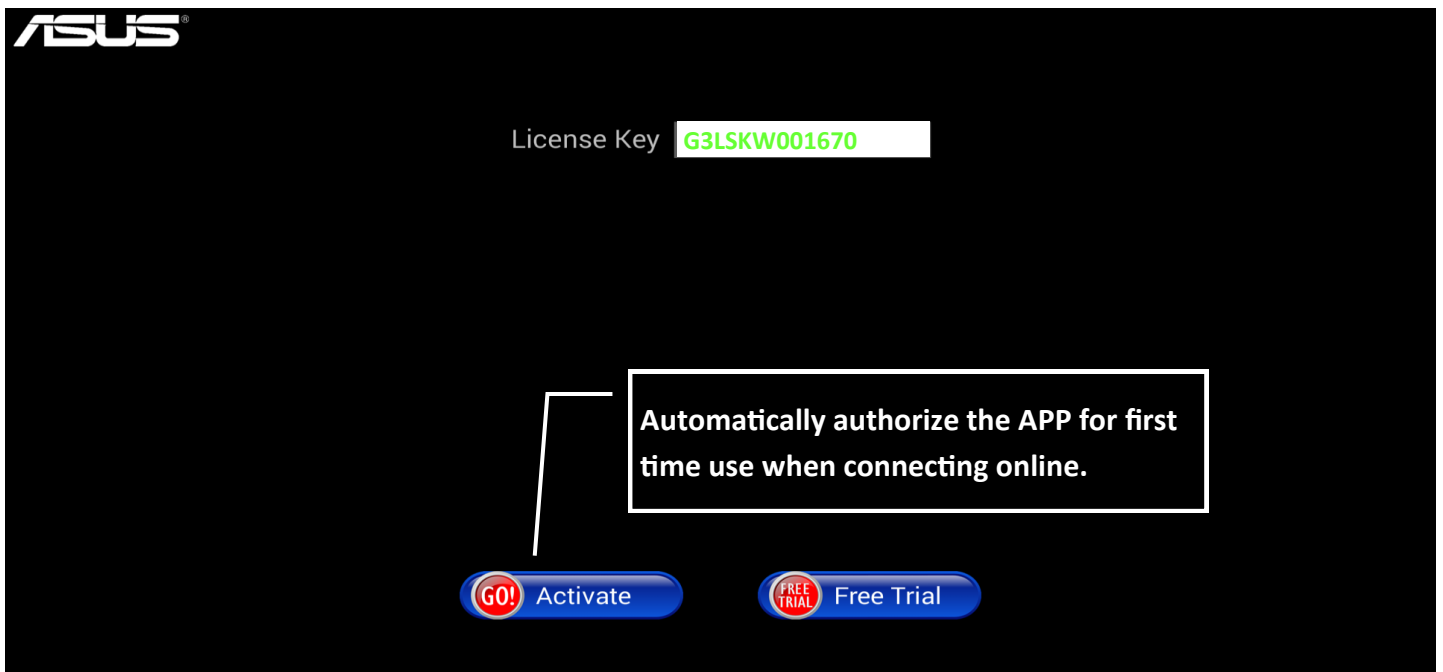 ASUS®
License Key G3LSKW001670
Automatically authorize the APP for first
time use when connecting online.
GO! Activate
FREE TRIAL Free Trial